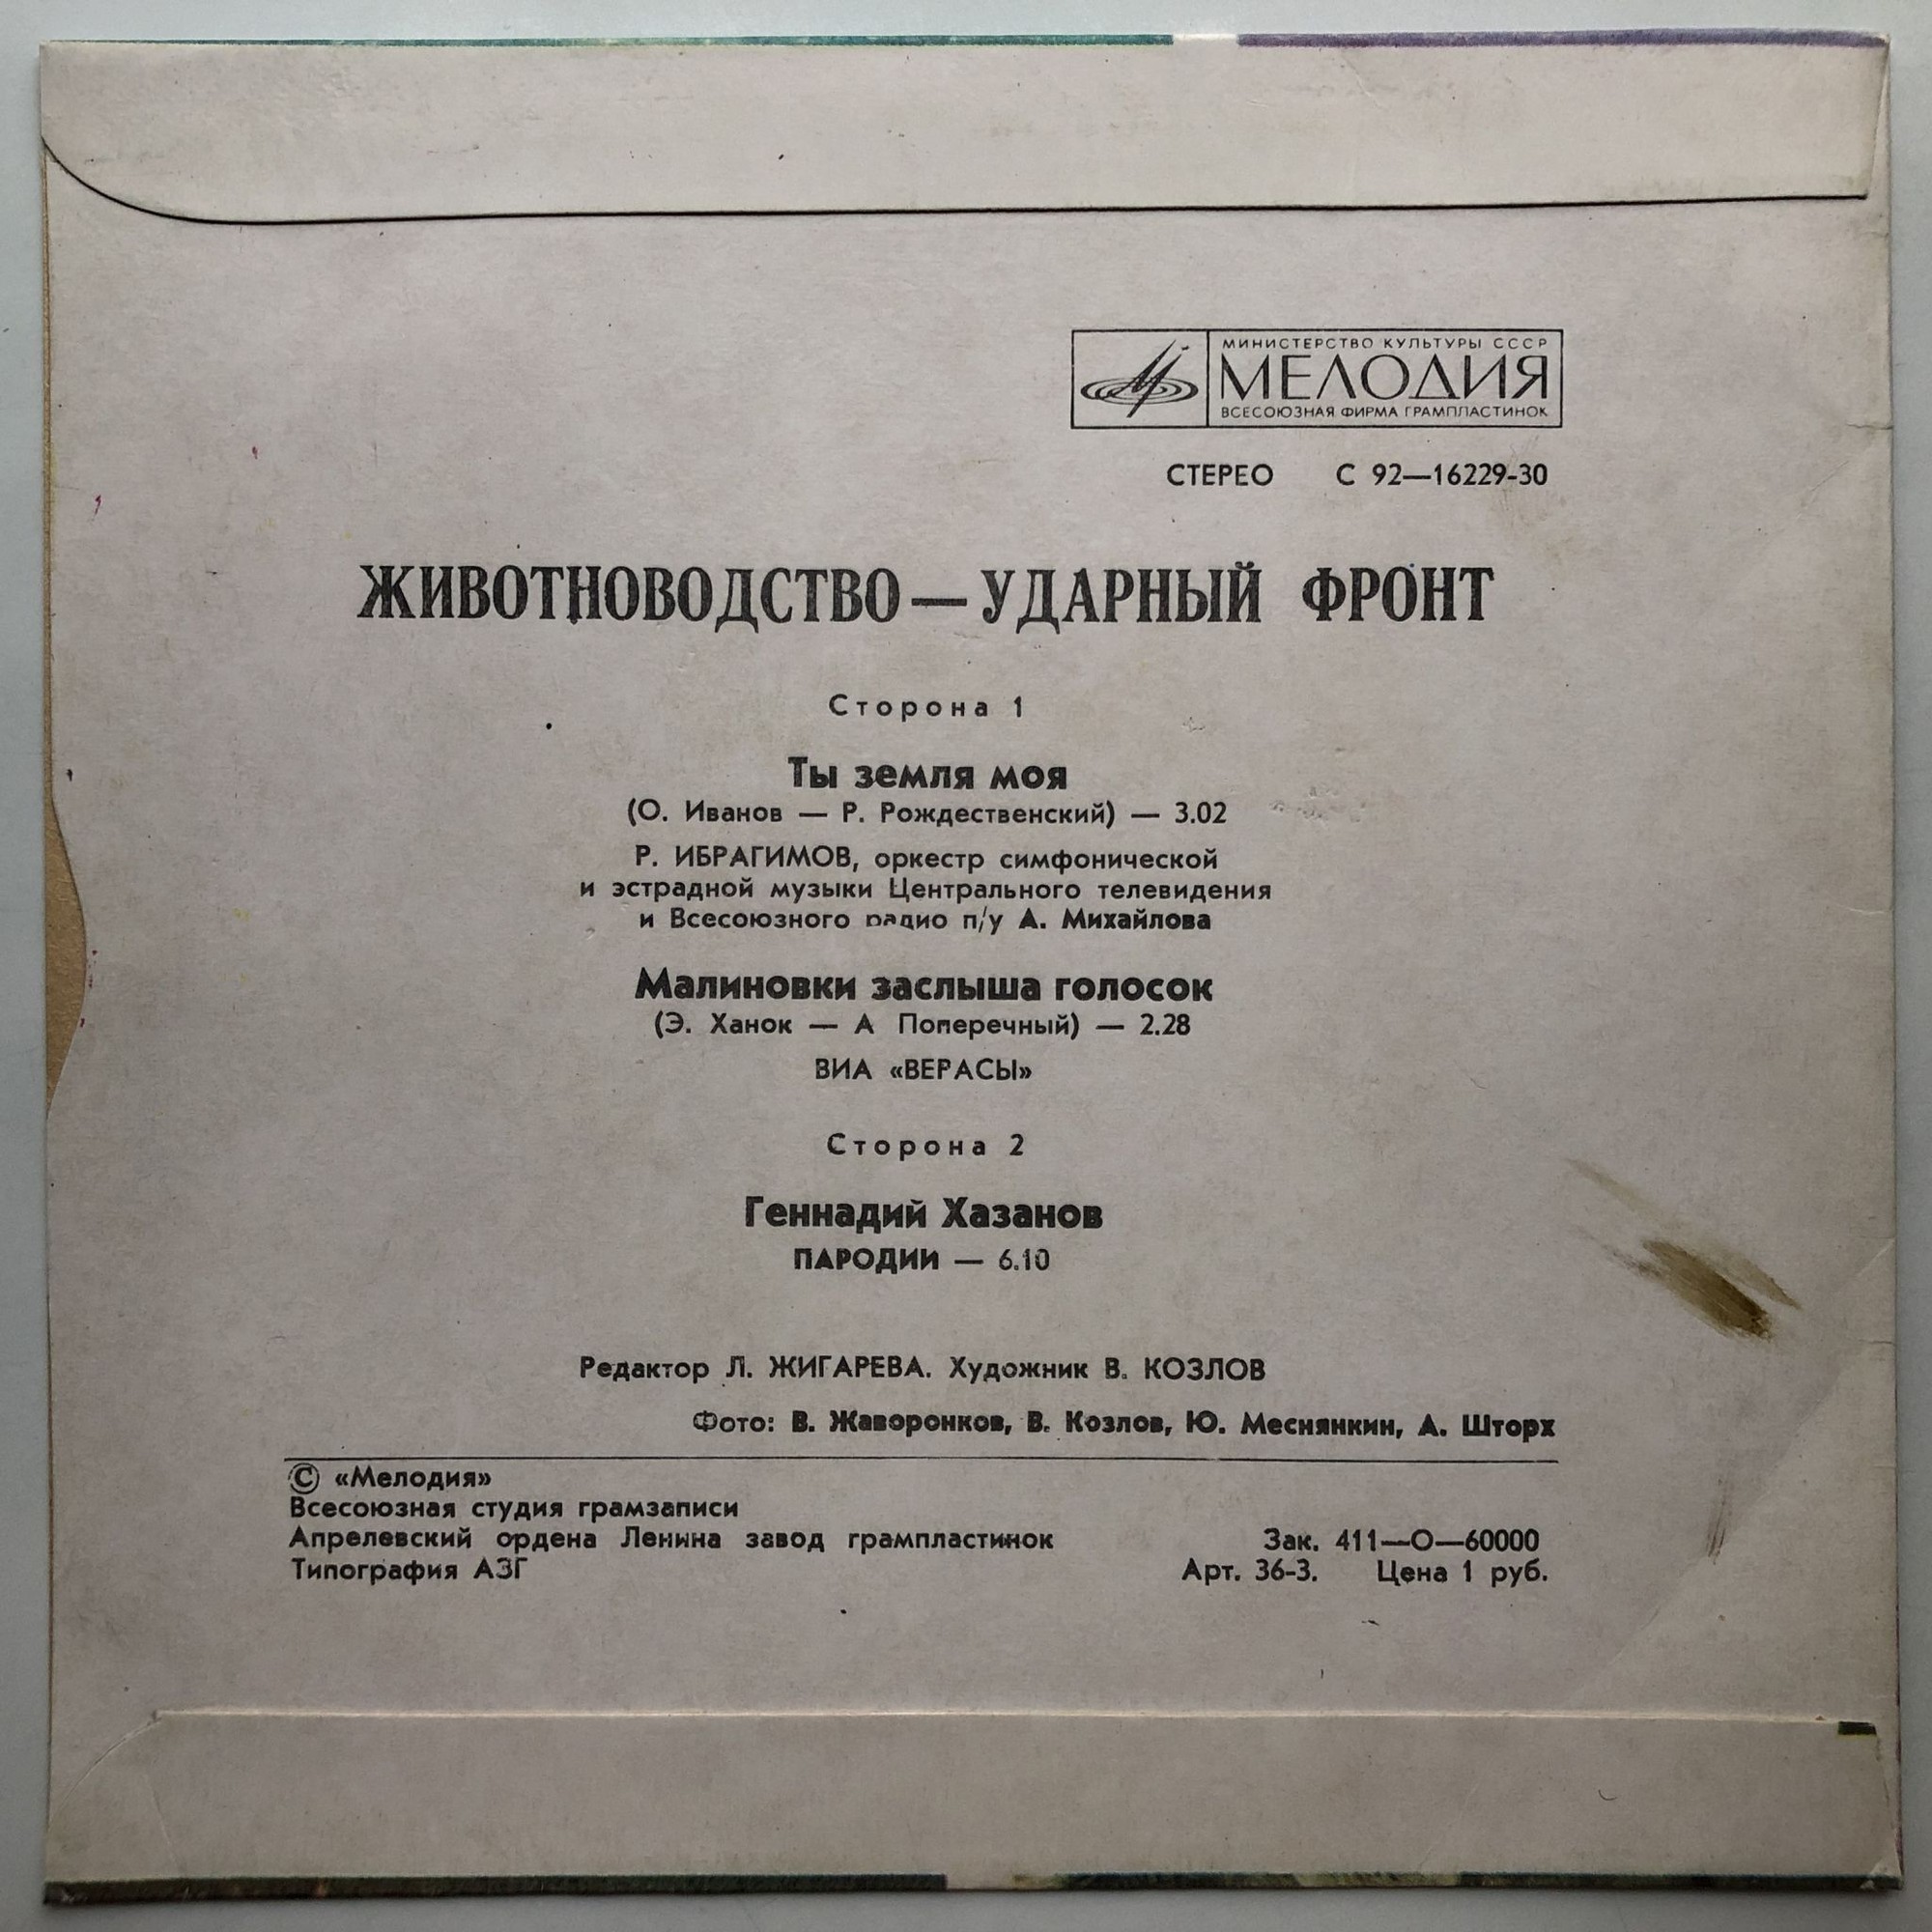 МИНИСТЕРСТВО КУЛЬТУРЫ СССР
МЕЛОДИЯ
ВСЕСОЮЗНАЯ ФИРМА ГРАМПЛАСТИНОК
СТЕРЕО С 92—16229-30
ЖИВОТНОВОДСТВО — УДАРНЫЙ ФРОНТ
Сторона 1
Ты земля моя
(О. Иванов — Р. Рождественский) — 3.02
Р. ИБРАГИМОВ, оркестр симфонической
и эстрадной музыки Центрального телевидения
и Всесоюзного радио п/у А. Михайлова
Малиновки заслыша голосок
(Э. Ханок — А Поперечный) — 2.28
ВИА «ВЕРАСЫ»
Сторона 2
Геннадий Хазанов
ПАРОДИИ — 6.10
Редактор Л. ЖИГАРЕВА. Художник В. КОЗЛОВ
Фото: В. Жаворонков, В. Козлов, Ю. Меснянкин, А. Шторх
© «Мелодия»
Всесоюзная студия грамзаписи
Апрелевский ордена Ленина завод грампластинок Зак. 411—О—60000
Типография АЗГ Арт. 36-3. Цена 1 руб.